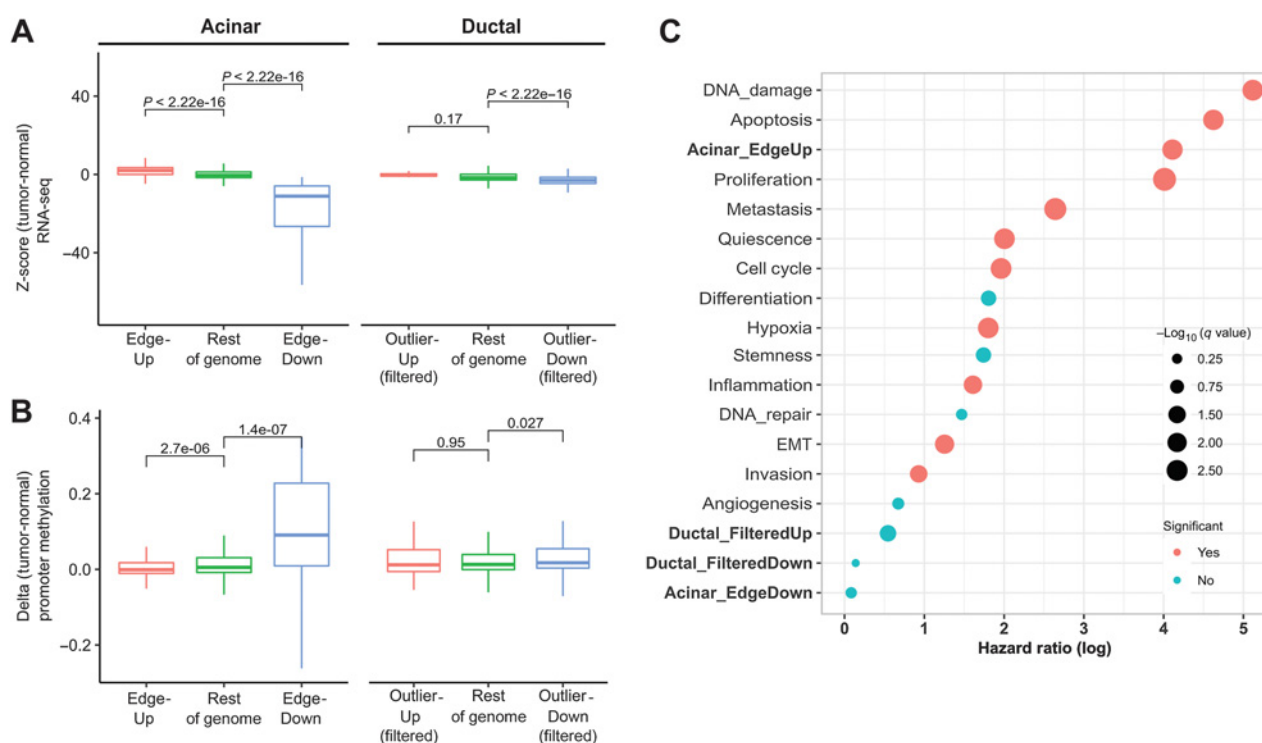 A
Acinar
Ductal
Z-score (tumor-normal)
RNA-seq
40
0
−40
P < 2.22e-16
P < 2.22e-16
0.17
P < 2.22e−16
Edge-
Up
Rest
of genome
Edge-
Down
Outlier-
Up
(filtered)
Rest
of genome
Outlier-
Down (filtered)
B
Delta (tumor-normal)
promoter methylation
0.4
0.2
0.0
−0.2
2.7e-06
1.4e-07
0.95
0.027
Edge-
Up
Rest
of genome
Edge-
Down
Outlier-
Up
(filtered)
Rest
of genome
Outlier-
Down
(filtered)
C
DNA_damage
Apoptosis
Acinar_EdgeUp
Proliferation
Metastasis
Quiescence
Cell cycle
Differentiation
Hypoxia
Stemness
Inflammation
DNA_repair
EMT
Invasion
Angiogenesis
Ductal_FilteredUp
Ductal_FilteredDown
Acinar_EdgeDown
0 1 2 3 4 5
Hazard ratio (log)
−Log10 (q value)
0.25
0.75
1.50
2.00
2.50
Significant
Yes
No